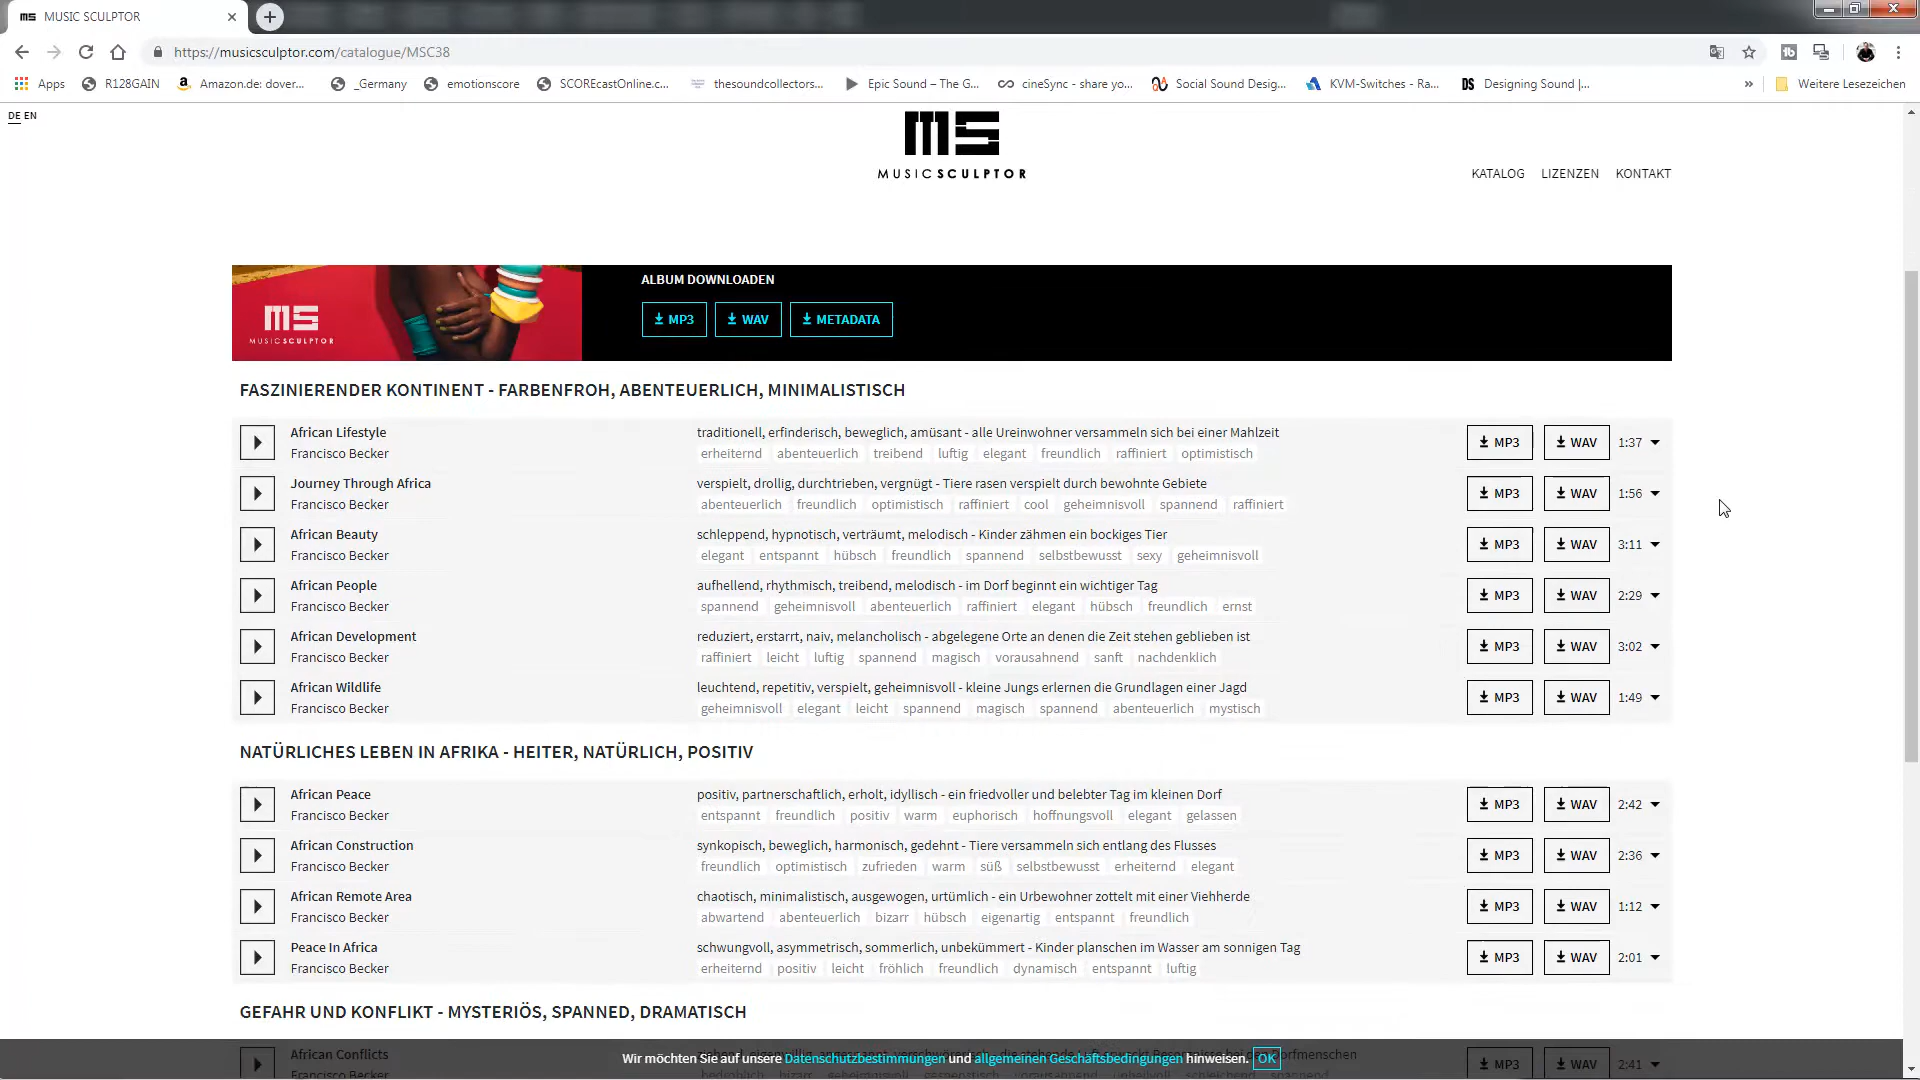 MUSIC SCULPTOR
https://musicsculptor.com/catalogue/MSC38
Apps R128GAIN Amazon.de: dover... _Germany emotionscore SCOREcastOnline.c... thesoundcollectors... Epic Sound – The G... cineSync - share yo... Social Sound Desig... KVM-Switches - Ra... DS Designing Sound |... » Weitere Lesezeichen
DE EN
MS
MUSICSCULPTOR
KATALOG LIZENZEN KONTAKT
ALBUM DOWNLOADEN
MP3 WAV METADATA
MS
MUSICSCULPTOR
FASZINIERENDER KONTINENT - FARBENFROH, ABENTEUERLICH, MINIMALISTISCH
African Lifestyle traditionell, erfinderisch, beweglich, amüsant - alle Ureinwohner versammeln sich bei einer Mahlzeit MP3 WAV 1:37
Francisco Becker erheiternd abenteuerlich treibend luftig elegant freundlich raffiniert optimistisch
Journey Through Africa verspielt, drollig, durchtrieben, vergnügt - Tiere rasen verspielt durch bewohnte Gebiete MP3 WAV 1:56
Francisco Becker abenteuerlich freundlich optimistisch raffiniert cool geheimnisvoll spannend raffiniert
African Beauty schleppend, hypnotisch, verträumt, melodisch - Kinder zähmen ein bockiges Tier MP3 WAV 3:11
Francisco Becker elegant entspannt hübsch freundlich spannend selbstbewusst sexy geheimnisvoll
African People aufhellend, rhythmisch, treibend, melodisch - im Dorf beginnt ein wichtiger Tag MP3 WAV 2:29
Francisco Becker spannend geheimnisvoll abenteuerlich raffiniert elegant hübsch freundlich ernst
African Development reduziert, erstarrt, naiv, melancholisch - abgelegene Orte an denen die Zeit stehen geblieben ist MP3 WAV 3:02
Francisco Becker raffiniert leicht luftig spannend magisch vorausahnend sanft nachdenklich
African Wildlife leuchtend, repetitiv, verspielt, geheimnisvoll - kleine Jungs erlernen die Grundlagen einer Jagd MP3 WAV 1:49
Francisco Becker geheimnisvoll elegant leicht spannend magisch spannend abenteuerlich mystisch
NATÜRLICHES LEBEN IN AFRIKA - HEITER, NATÜRLICH, POSITIV
African Peace positiv, partnerschaftlich, erholt, idyllisch - ein friedvoller und belebter Tag im kleinen Dorf MP3 WAV 2:42
Francisco Becker entspannt freundlich positiv warm euphorisch hoffnungsvoll elegant gelassen
African Construction synkopisch, beweglich, harmonisch, gedehnt - Tiere versammeln sich entlang des Flusses MP3 WAV 2:36
Francisco Becker freundlich optimistisch zufrieden warm süß selbstbewusst erheiternd elegant
African Remote Area chaotisch, minimalistisch, ausgewogen, urtümlich - ein Urbewohner zottelt mit einer Viehherde MP3 WAV 1:12
Francisco Becker abwartend abenteuerlich bizarr hübsch eigenartig entspannt freundlich
Peace In Africa schwungvoll, asymmetrisch, sommerlich, unbekümmert - Kinder planschen im Wasser am sonnigen Tag MP3 WAV 2:01
Francisco Becker erheiternd positiv leicht fröhlich freundlich dynamisch entspannt luftig
GEFAHR UND KONFLIKT - MYSTERIÖS, SPANNED, DRAMATISCH
African Conflicts MP3 WAV 2:41
Wir möchten Sie auf unsere Datenschutzbestimmungen und allgemeinen Geschäftsbedingungen hinweisen. OK
Francisco Becker